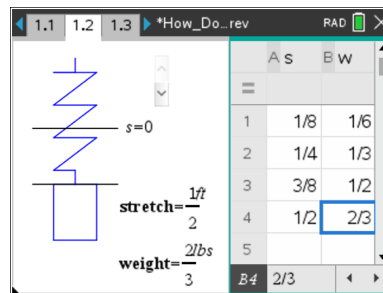 1.1 1.2 1.3 *How_Do...rev RAD
A s B w
=
s=0
1 1/8 1/6
2 1/4 1/3
3 3/8 1/2
4 1/2 2/3
5
stretch=1ft/2
weight=2lbs/3
B4 2/3